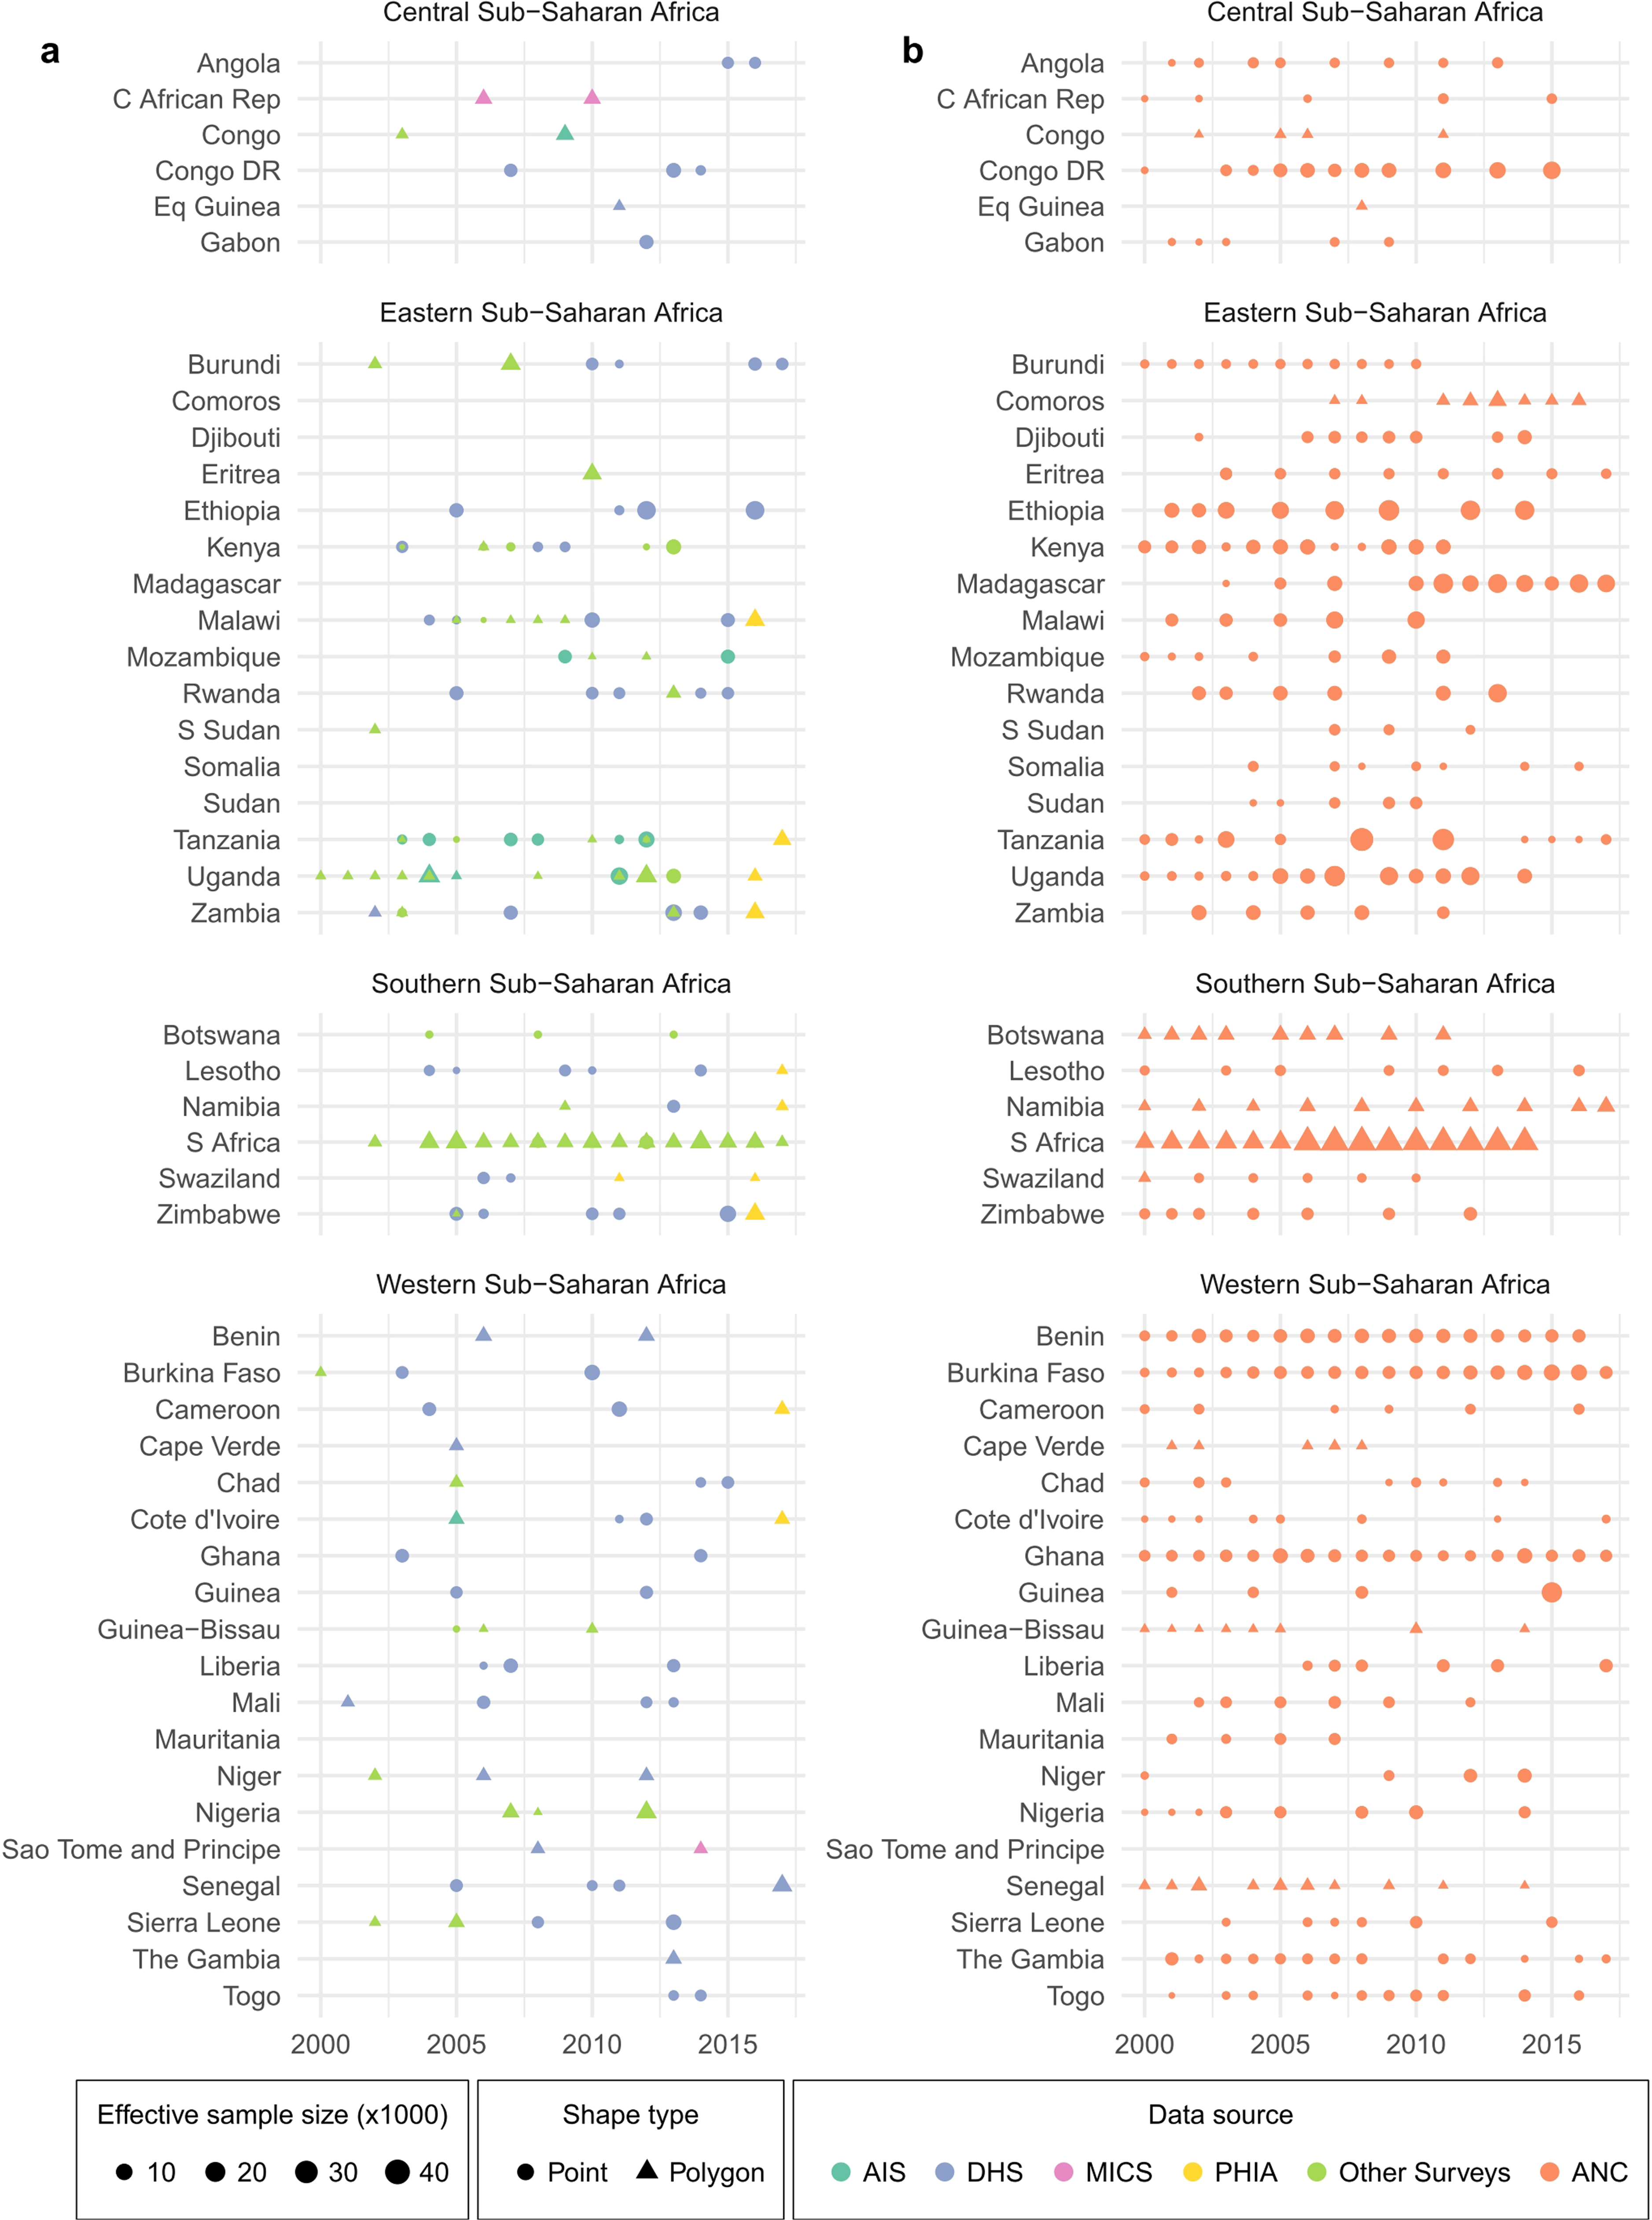 a
Central Sub−Saharan Africa
Angola
C African Rep
Congo
Congo DR
Eq Guinea
Gabon
Eastern Sub−Saharan Africa
Burundi
Comoros
Djibouti
Eritrea
Ethiopia
Kenya
Madagascar
Malawi
Mozambique
Rwanda
S Sudan
Somalia
Sudan
Tanzania
Uganda
Zambia
Southern Sub−Saharan Africa
Botswana
Lesotho
Namibia
S Africa
Swaziland
Zimbabwe
Western Sub−Saharan Africa
Benin
Burkina Faso
Cameroon
Cape Verde
Chad
Cote d'Ivoire
Ghana
Guinea
Guinea−Bissau
Liberia
Mali
Mauritania
Niger
Nigeria
Sao Tome and Principe
Senegal
Sierra Leone
The Gambia
Togo
2000 2005 2010 2015
b
Central Sub−Saharan Africa
Angola
C African Rep
Congo
Congo DR
Eq Guinea
Gabon
Eastern Sub−Saharan Africa
Burundi
Comoros
Djibouti
Eritrea
Ethiopia
Kenya
Madagascar
Malawi
Mozambique
Rwanda
S Sudan
Somalia
Sudan
Tanzania
Uganda
Zambia
Southern Sub−Saharan Africa
Botswana
Lesotho
Namibia
S Africa
Swaziland
Zimbabwe
Western Sub−Saharan Africa
Benin
Burkina Faso
Cameroon
Cape Verde
Chad
Cote d'Ivoire
Ghana
Guinea
Guinea−Bissau
Liberia
Mali
Mauritania
Niger
Nigeria
Sao Tome and Principe
Senegal
Sierra Leone
The Gambia
Togo
2000 2005 2010 2015
Effective sample size (x1000)
10 20 30 40
Shape type
Point Polygon
Data source
AIS DHS MICS PHIA Other Surveys ANC